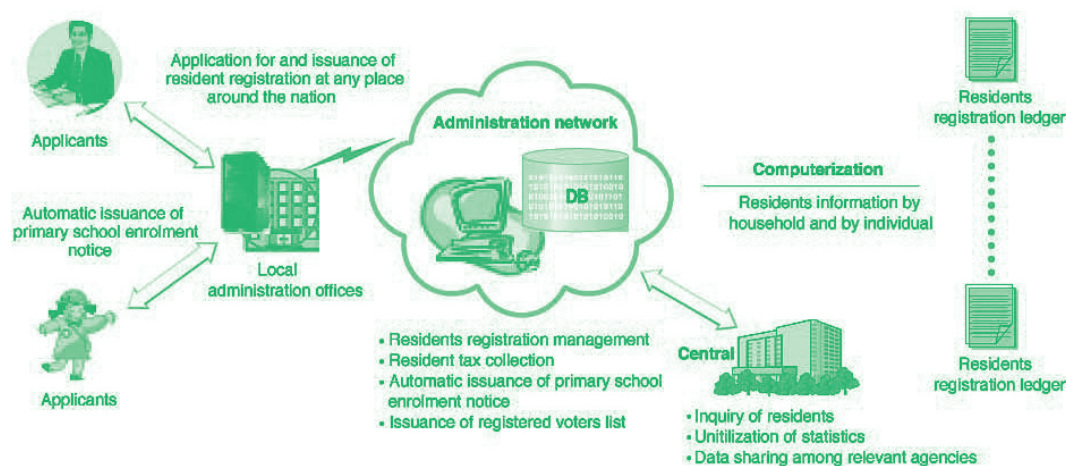 Application for and issuance of
resident registration at any place
around the nation
Applicants
Automatic issuance of
primary school enrolment
notice
Applicants
Local
administration offices
Administration network
DB
• Residents registration management
• Resident tax collection
• Automatic issuance of primary school
enrolment notice
• Issuance of registered voters list
Computerization
Residents information by
household and by individual
Central
• Inquiry of residents
• Unitilization of statistics
• Data sharing among relevant agencies
Residents
registration ledger
Residents
registration ledger